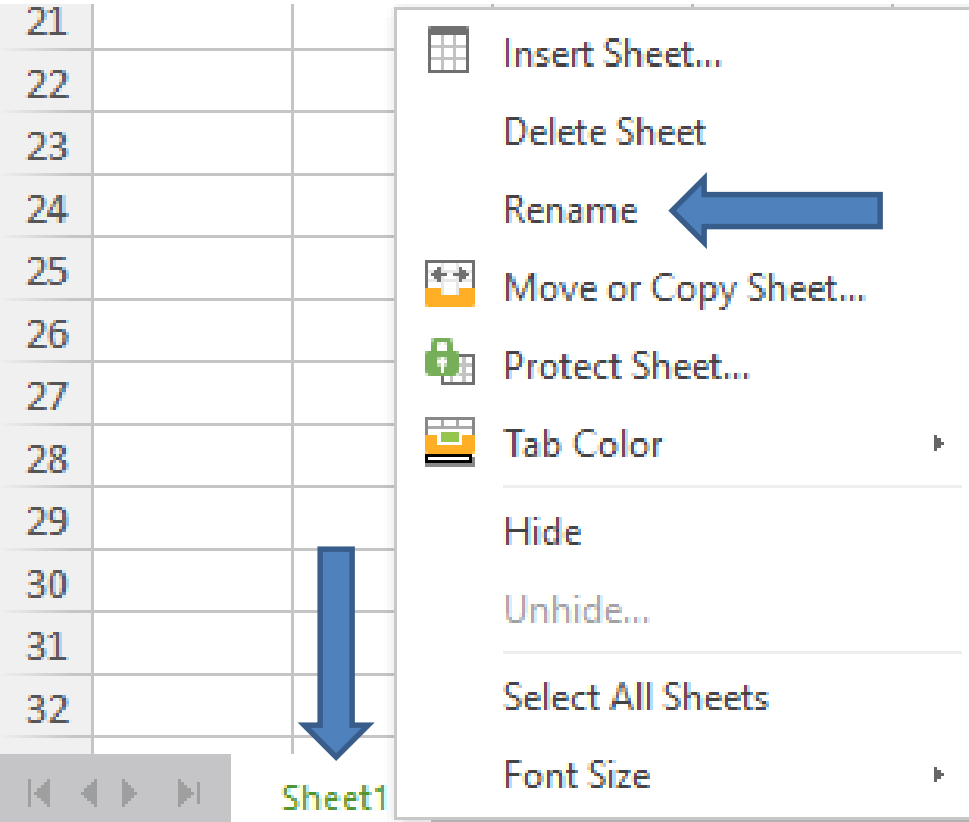 21
22
23
24
25
26
27
28
29
30
31
32
Insert Sheet...
Delete Sheet
Rename
Move or Copy Sheet...
Protect Sheet...
Tab Color
Hide
Unhide...
Select All Sheets
Font Size
Sheet1